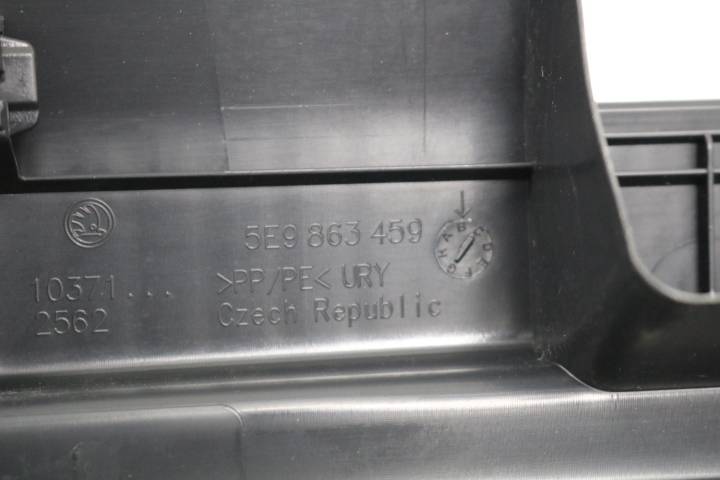 5E9 863 459
10371...
>PP/PE< URY
2562
Czech Republic
A B C D E F G H